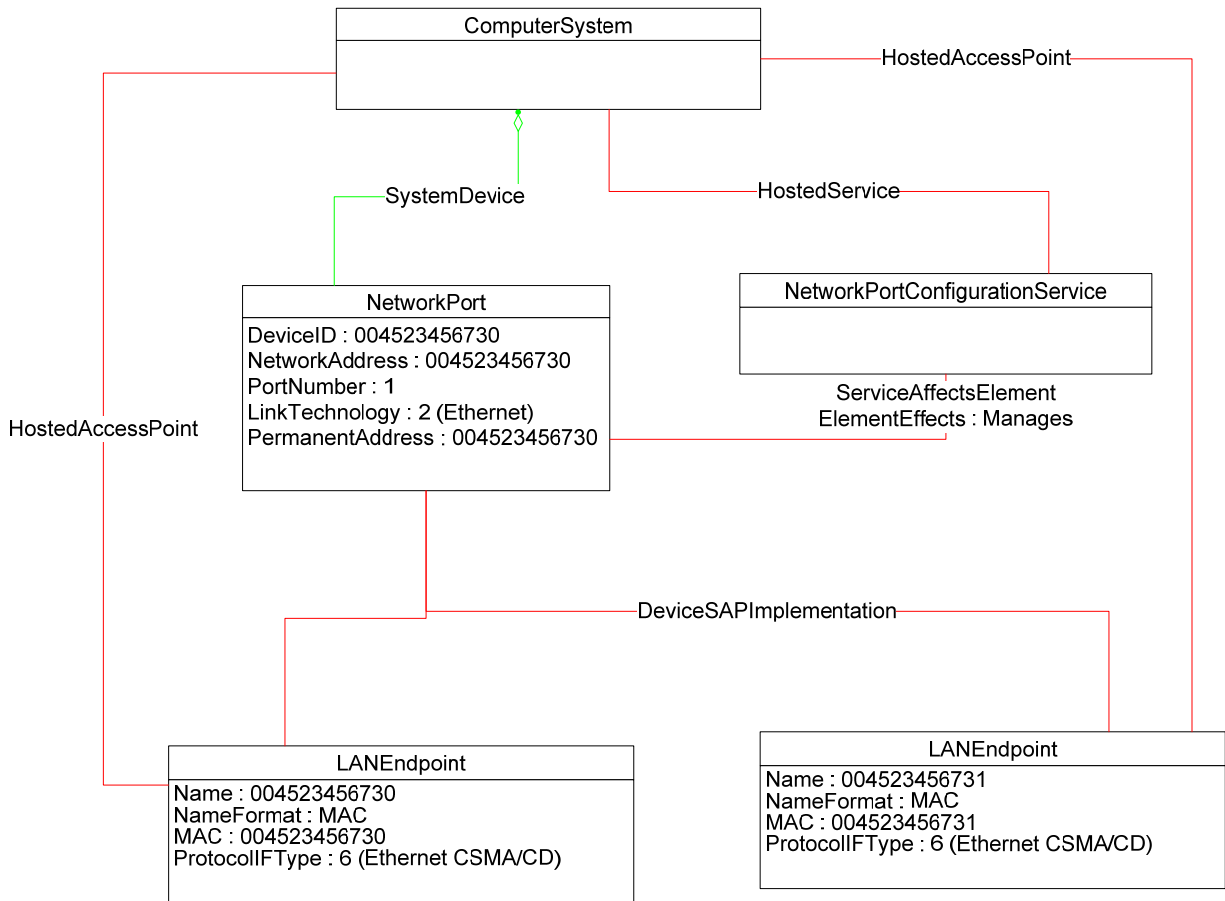 ComputerSystem
HostedAccessPoint
SystemDevice
HostedService
NetworkPort
DeviceID : 004523456730
NetworkAddress : 004523456730
PortNumber : 1
LinkTechnology : 2 (Ethernet)
PermanentAddress : 004523456730
NetworkPortConfigurationService
ServiceAffectsElement
ElementEffects : Manages
HostedAccessPoint
DeviceSAPImplementation
LANEndpoint
Name : 004523456730
NameFormat : MAC
MAC : 004523456730
ProtocolIFType : 6 (Ethernet CSMA/CD)
LANEndpoint
Name : 004523456731
NameFormat : MAC
MAC : 004523456731
ProtocolIFType : 6 (Ethernet CSMA/CD)